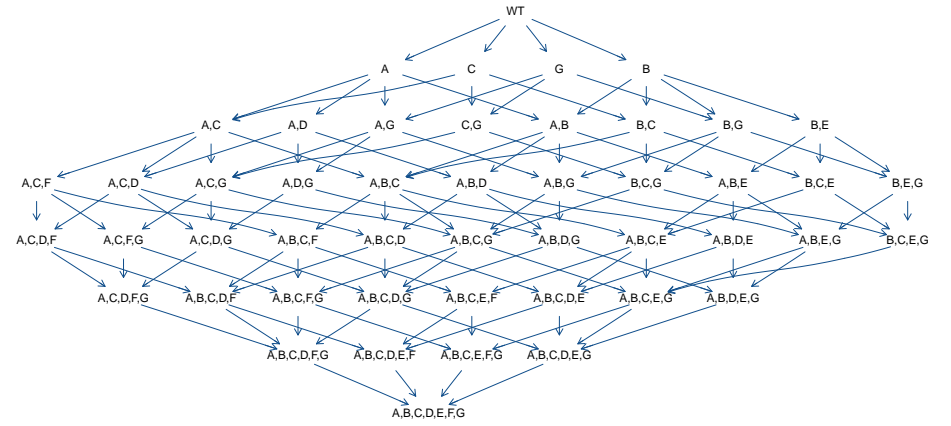 WT
A C G B
A,C A,D A,G C,G A,B B,C B,G B,E
A,C,F A,C,D A,C,G A,D,G A,B,C A,B,D A,B,G B,C,G A,B,E B,C,E B,E,G
A,C,D,F A,C,F,G A,C,D,G A,B,C,F A,B,C,D A,B,C,G A,B,D,G A,B,C,E A,B,D,E A,B,E,G B,C,E,G
A,C,D,F,G A,B,C,D,F A,B,C,F,G A,B,C,D,G A,B,C,E,F A,B,C,D,E A,B,C,E,G A,B,D,E,G
A,B,C,D,F,G A,B,C,D,E,F A,B,C,E,F,G A,B,C,D,E,G
A,B,C,D,E,F,G